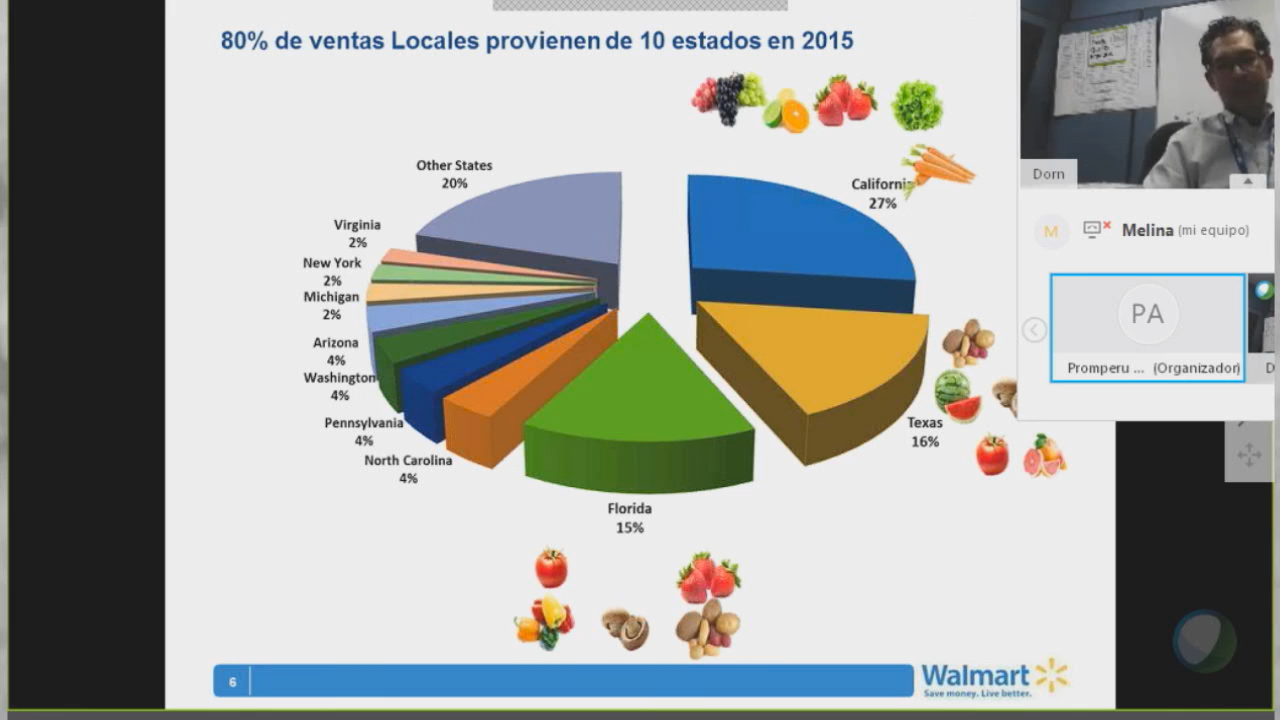 80% de ventas Locales provienen de 10 estados en 2015
Other States
20%
California
27%
Virginia
2%
New York
2%
Michigan
2%
Arizona
4%
Washington
4%
Pennsylvania
4%
North Carolina
4%
Florida
15%
Texas
16%
6
Walmart
Save money. Live better.
Dorn
M
Melina (mi equipo)
PA
Promperu ... (Organizador)
D